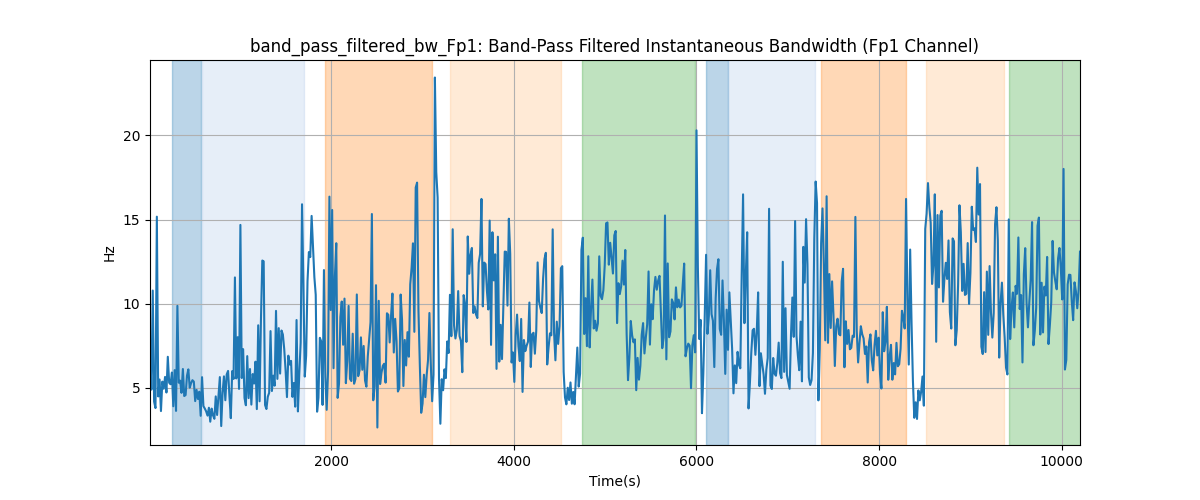 band_pass_filtered_bw_Fp1: Band-Pass Filtered Instantaneous Bandwidth (Fp1 Channel)
20
15
10
5
Hz
2000 4000 6000 8000 10000
Time(s)